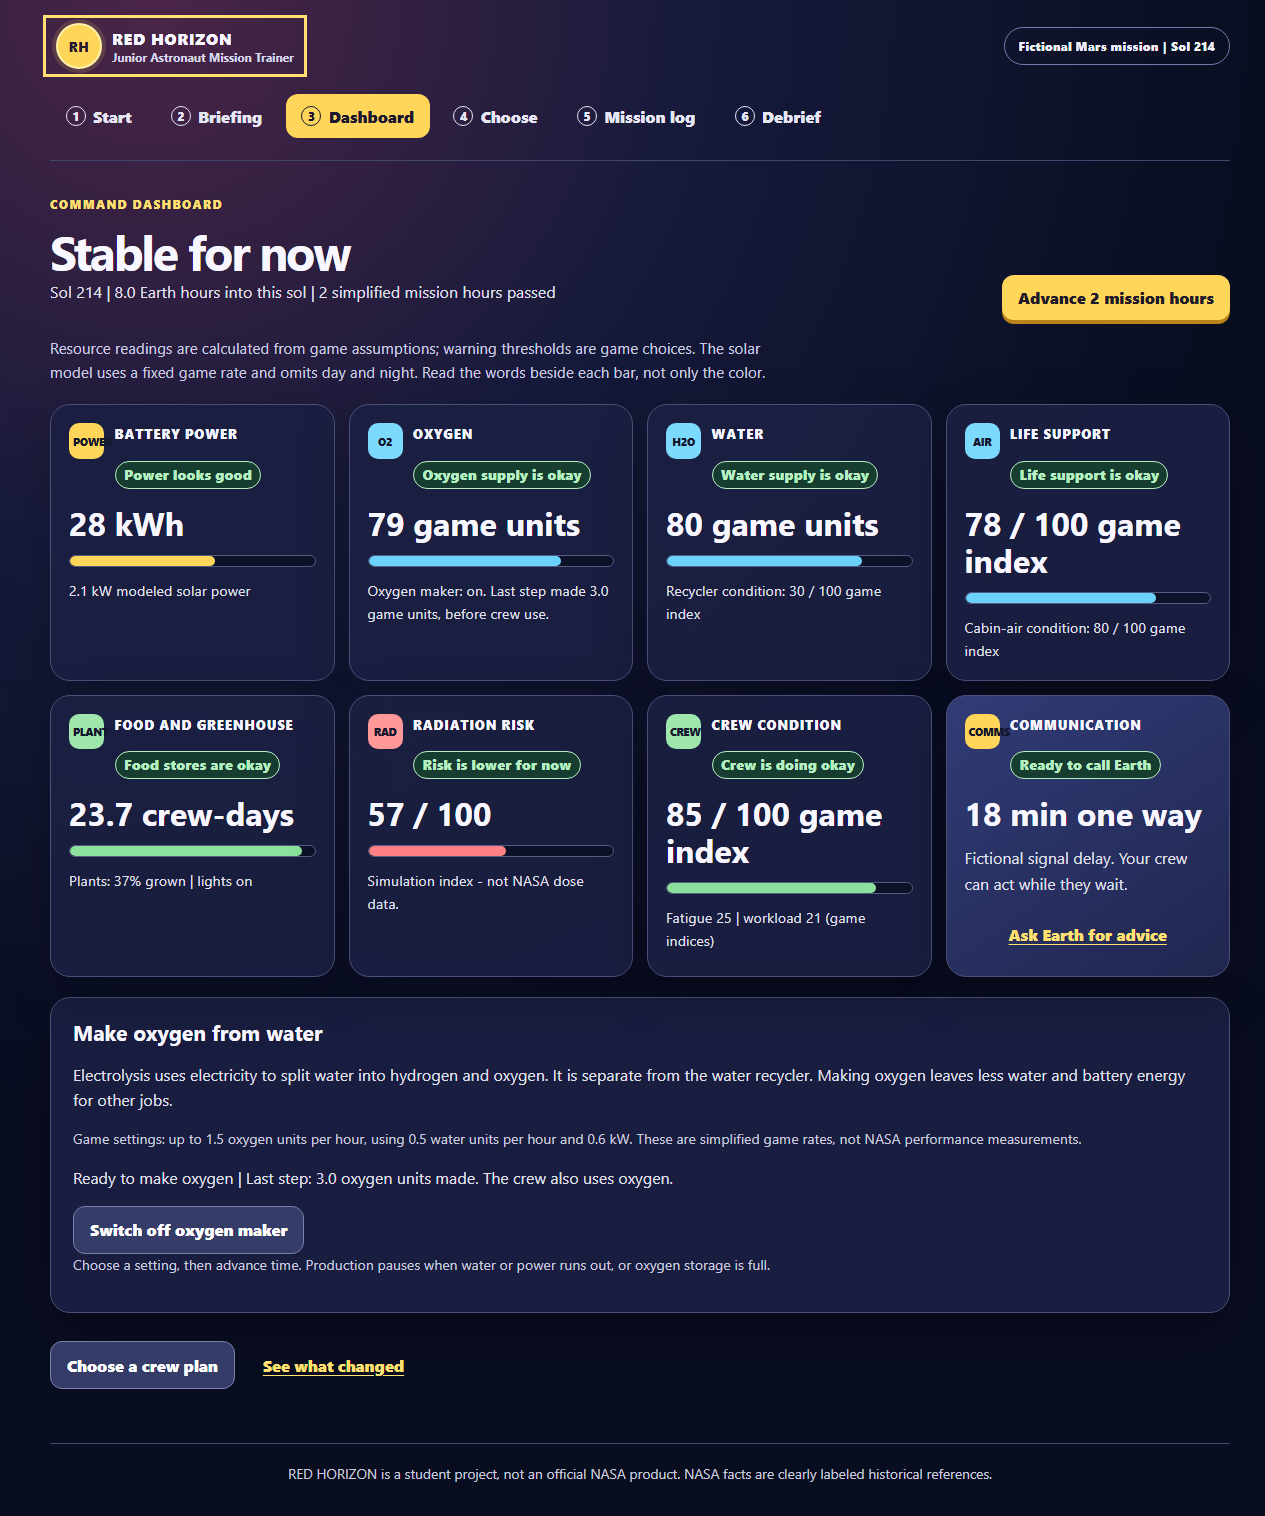 RH
RED HORIZON
Junior Astronaut Mission Trainer
Fictional Mars mission | Sol 214
1 Start
2 Briefing
3 Dashboard
4 Choose
5 Mission log
6 Debrief
COMMAND DASHBOARD
Stable for now
Sol 214 | 8.0 Earth hours into this sol | 2 simplified mission hours passed
Advance 2 mission hours
Resource readings are calculated from game assumptions; warning thresholds are game choices. The solar
model uses a fixed game rate and omits day and night. Read the words beside each bar, not only the color.
POWE
BATTERY POWER
Power looks good
28 kWh
2.1 kW modeled solar power
O2
OXYGEN
Oxygen supply is okay
79 game units
Oxygen maker: on. Last step made 3.0
game units, before crew use.
H2O
WATER
Water supply is okay
80 game units
Recycler condition: 30 / 100 game
index
AIR
LIFE SUPPORT
Life support is okay
78 / 100 game
index
Cabin-air condition: 80 / 100 game
index
PLANT
FOOD AND GREENHOUSE
Food stores are okay
23.7 crew-days
Plants: 37% grown | lights on
RAD
RADIATION RISK
Risk is lower for now
57 / 100
Simulation index - not NASA dose
data.
CREW
CREW CONDITION
Crew is doing okay
85 / 100 game
index
Fatigue 25 | workload 21 (game
indices)
COMMS
COMMUNICATION
Ready to call Earth
18 min one way
Fictional signal delay. Your crew
can act while they wait.
Ask Earth for advice
Make oxygen from water
Electrolysis uses electricity to split water into hydrogen and oxygen. It is separate from the water recycler. Making oxygen leaves less water and battery energy
for other jobs.
Game settings: up to 1.5 oxygen units per hour, using 0.5 water units per hour and 0.6 kW. These are simplified game rates, not NASA performance measurements.
Ready to make oxygen | Last step: 3.0 oxygen units made. The crew also uses oxygen.
Switch off oxygen maker
Choose a setting, then advance time. Production pauses when water or power runs out, or oxygen storage is full.
Choose a crew plan
See what changed
RED HORIZON is a student project, not an official NASA product. NASA facts are clearly labeled historical references.